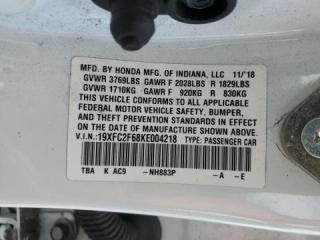 MFD. BY HONDA MFG. OF INDIANA, LLC 11/'18
GVWR 3769LBS GAWR F 2028LBS R 1829LBS
GVWR 1710KG GAWR F 920KG R 830KG
THIS VEHICLE CONFORMS TO ALL APPLICABLE
FEDERAL MOTOR VEHICLE SAFETY, BUMPER,
AND THEFT PREVENTION STANDARDS IN EFFECT
ON THE DATE OF MANUFACTURE SHOWN ABOVE.
V.I.N.:19XFC2F68KE004218 TYPE: PASSENGER CAR
TBA K AC9 -NH883P -A -E